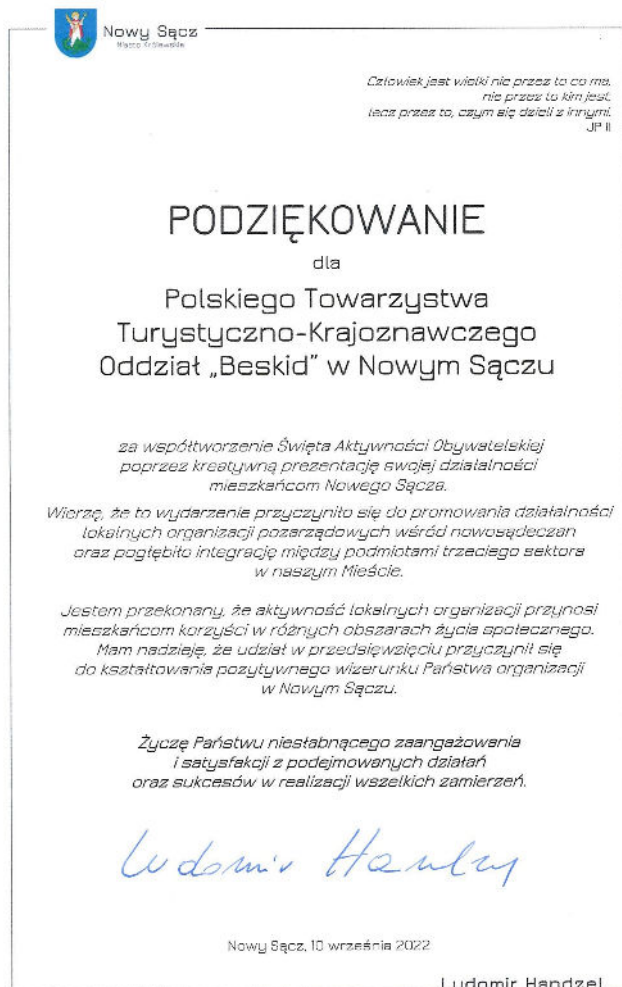 Nowy Sącz
Miasto Królewskie
Człowiek jest wielki nie przez to co ma,
nie przez to kim jest,
lecz przez to, czym się dzieli z innymi.
JP II
PODZIĘKOWANIE
dla
Polskiego Towarzystwa
Turystyczno-Krajoznawczego
Oddział „Beskid” w Nowym Sączu
za współtworzenie Święta Aktywności Obywatelskiej
poprzez kreatywną prezentację swojej działalności
mieszkańcom Nowego Sącza.
Wierzę, że to wydarzenie przyczyniło się do promowania działalności
lokalnych organizacji pozarządowych wśród nowosądeczan
oraz pogłębiło integrację między podmiotami trzeciego sektora
w naszym Mieście.
Jestem przekonany, że aktywność lokalnych organizacji przynosi
mieszkańcom korzyści w różnych obszarach życia społecznego.
Mam nadzieję, że udział w przedsięwzięciu przyczynił się
do kształtowania pozytywnego wizerunku Państwa organizacji
w Nowym Sączu.
Życzę Państwu niesłabnącego zaangażowania
i satysfakcji z podejmowanych działań
oraz sukcesów w realizacji wszelkich zamierzeń.
Ludomir Handzel
Nowy Sącz, 10 września 2022
Ludomir Handzel